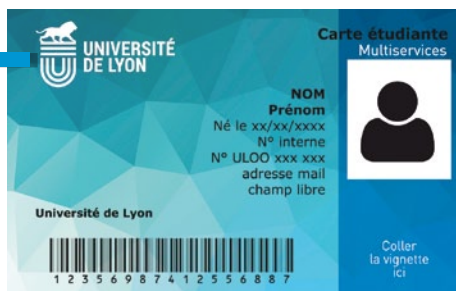 UNIVERSITÉ
DE LYON
Carte étudiante
Multiservices
NOM
Prénom
Né le xx/xx/xxxx
N° interne
N° ULOO xxx xxx
adresse mail
champ libre
Université de Lyon
1 2 3 5 6 9 8 7 4 1 2 5 5 6 8 8 7
Coller
la vignette
ici